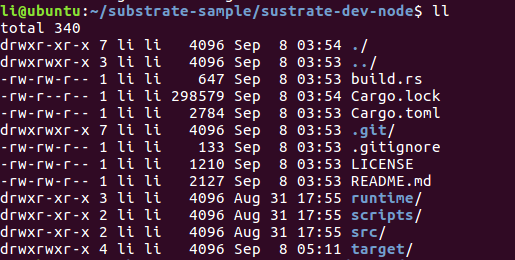 li@ubuntu:~/substrate-sample/sustrate-dev-node$ ll
total 340
drwxr-xr-x 7 li li   4096 Sep  8 03:54 ./
drwxrwxr-x 3 li li   4096 Sep  8 03:53 ../
-rw-rw-r-- 1 li li    647 Sep  8 03:53 build.rs
-rw-r--r-- 1 li li 298579 Sep  8 03:54 Cargo.lock
-rw-rw-r-- 1 li li   2784 Sep  8 03:53 Cargo.toml
drwxrwxr-x 7 li li   4096 Sep  8 03:53 .git/
-rw-rw-r-- 1 li li    133 Sep  8 03:53 .gitignore
-rw-rw-r-- 1 li li   1210 Sep  8 03:53 LICENSE
-rw-rw-r-- 1 li li   2127 Sep  8 03:53 README.md
drwxr-xr-x 3 li li   4096 Aug 31 17:55 runtime/
drwxr-xr-x 2 li li   4096 Aug 31 17:55 scripts/
drwxr-xr-x 2 li li   4096 Aug 31 17:55 src/
drwxrwxr-x 4 li li   4096 Sep  8 05:11 target/